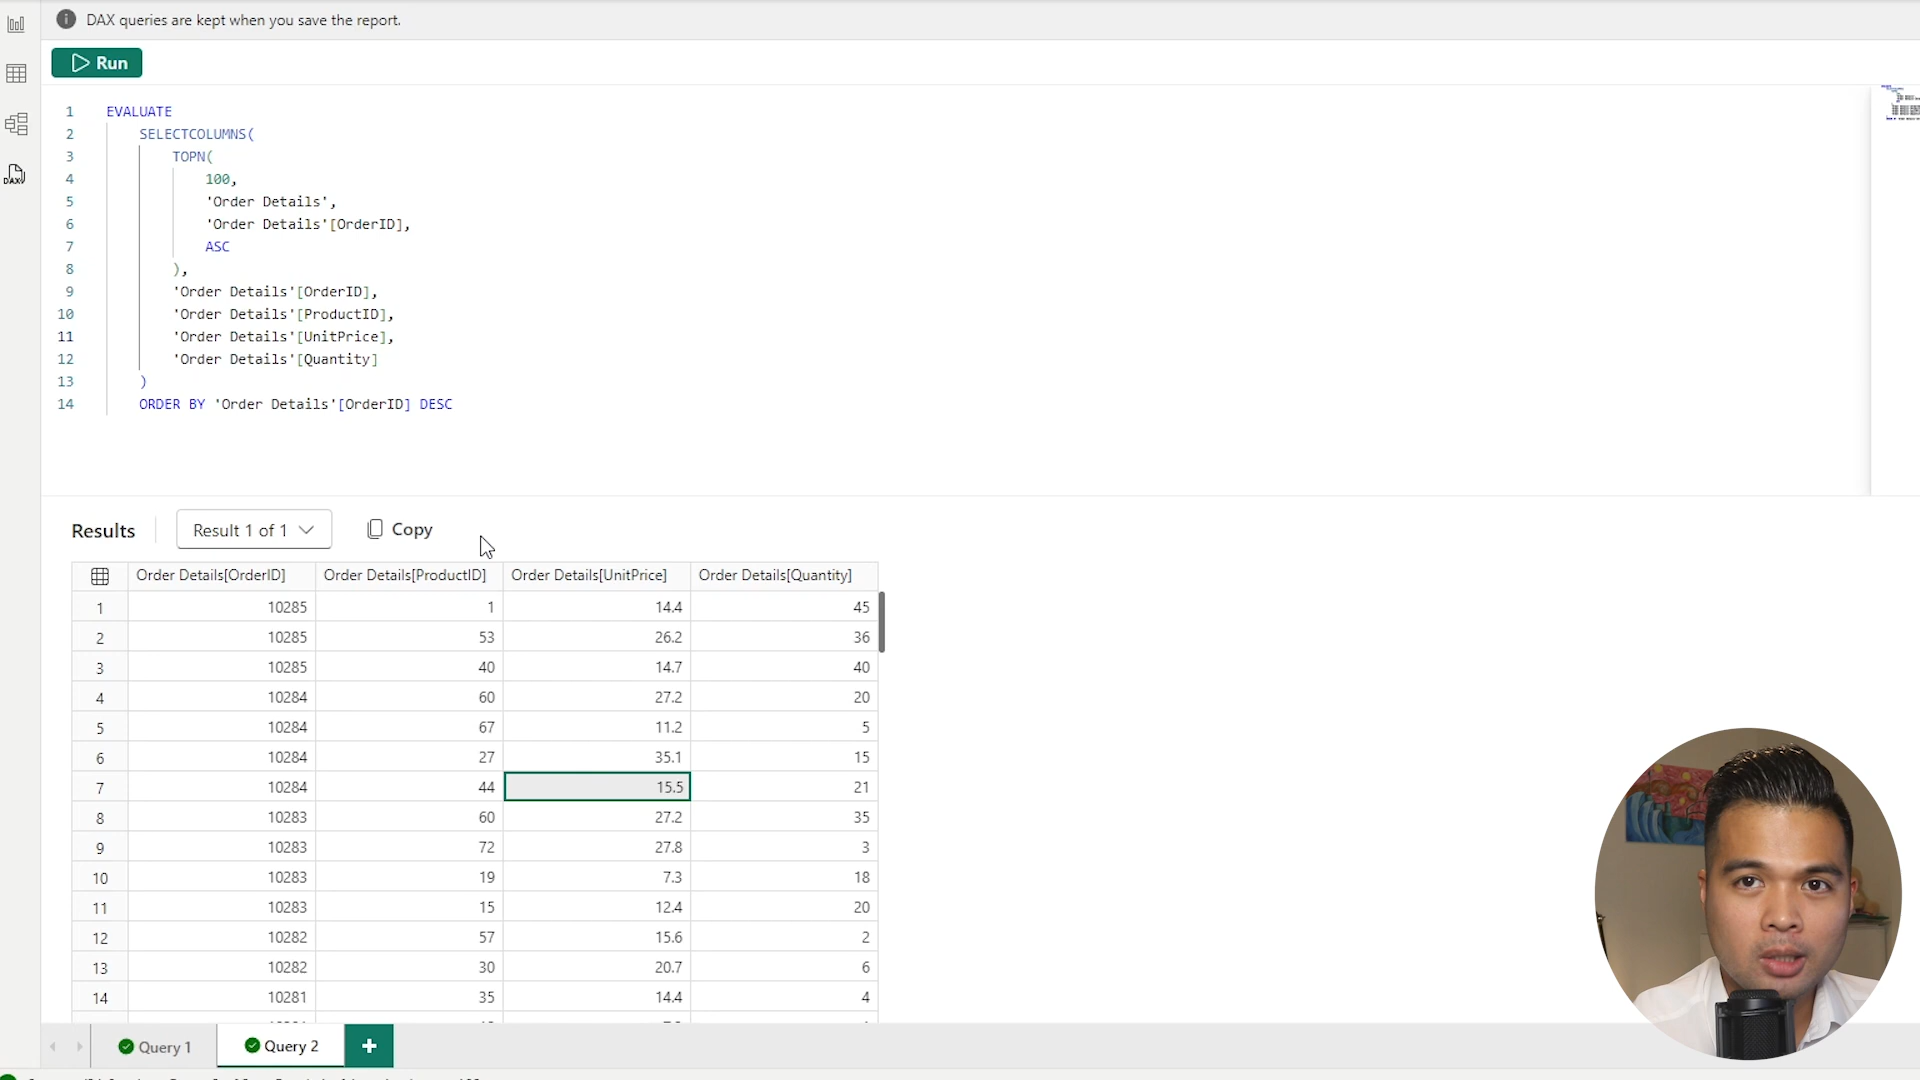 DAX queries are kept when you save the report.
Run
1 EVALUATE
2 SELECTCOLUMNS(
3 TOPN(
4 100,
5 'Order Details',
6 'Order Details'[OrderID],
7 ASC
8 ),
9 'Order Details'[OrderID],
10 'Order Details'[ProductID],
11 'Order Details'[UnitPrice],
12 'Order Details'[Quantity]
13 )
14 ORDER BY 'Order Details'[OrderID] DESC
DAX
Results Result 1 of 1 Copy
Order Details[OrderID] Order Details[ProductID] Order Details[UnitPrice] Order Details[Quantity]
1 10285 1 14.4 45
2 10285 53 26.2 36
3 10285 40 14.7 40
4 10284 60 27.2 20
5 10284 67 11.2 5
6 10284 27 35.1 15
7 10284 44 15.5 21
8 10283 60 27.2 35
9 10283 72 27.8 3
10 10283 19 7.3 18
11 10283 15 12.4 20
12 10282 57 15.6 2
13 10282 30 20.7 6
14 10281 35 14.4 4
Query 1 Query 2 +